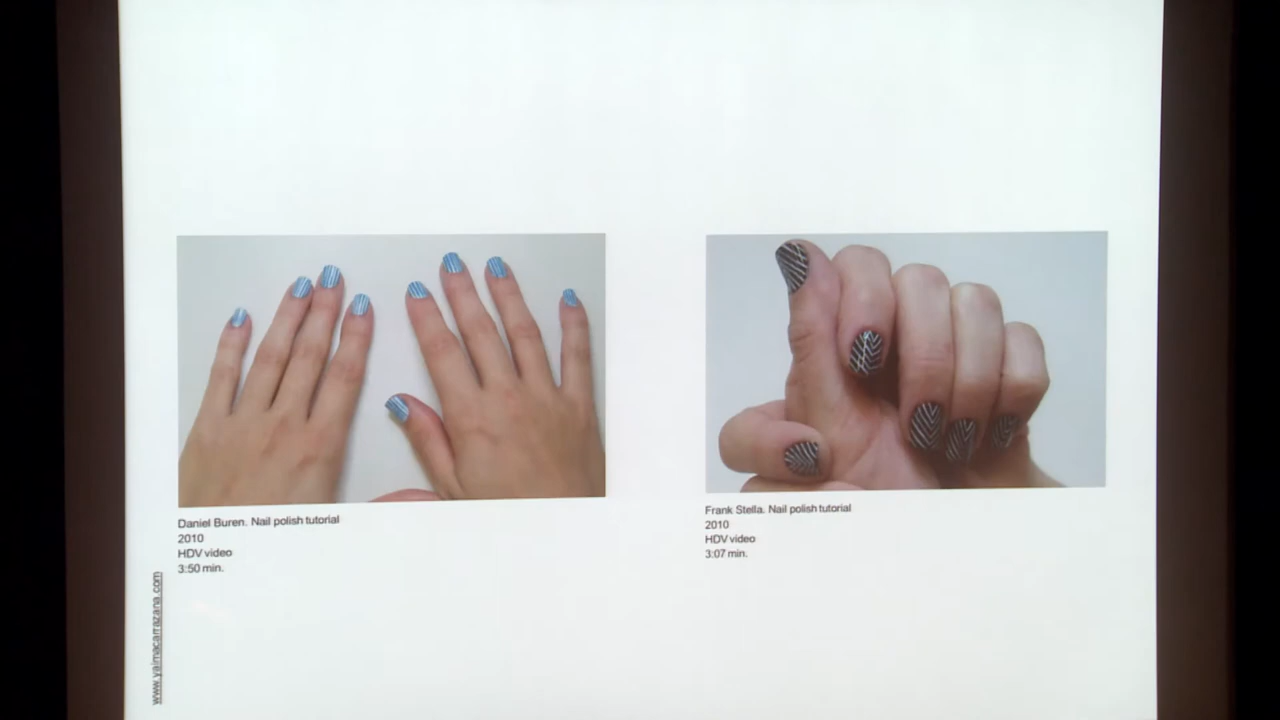 Daniel Buren. Nail polish tutorial
2010
HDV video
3:50 min.
Frank Stella. Nail polish tutorial
2010
HDV video
3:07 min.
www.yaimacarrazana.com